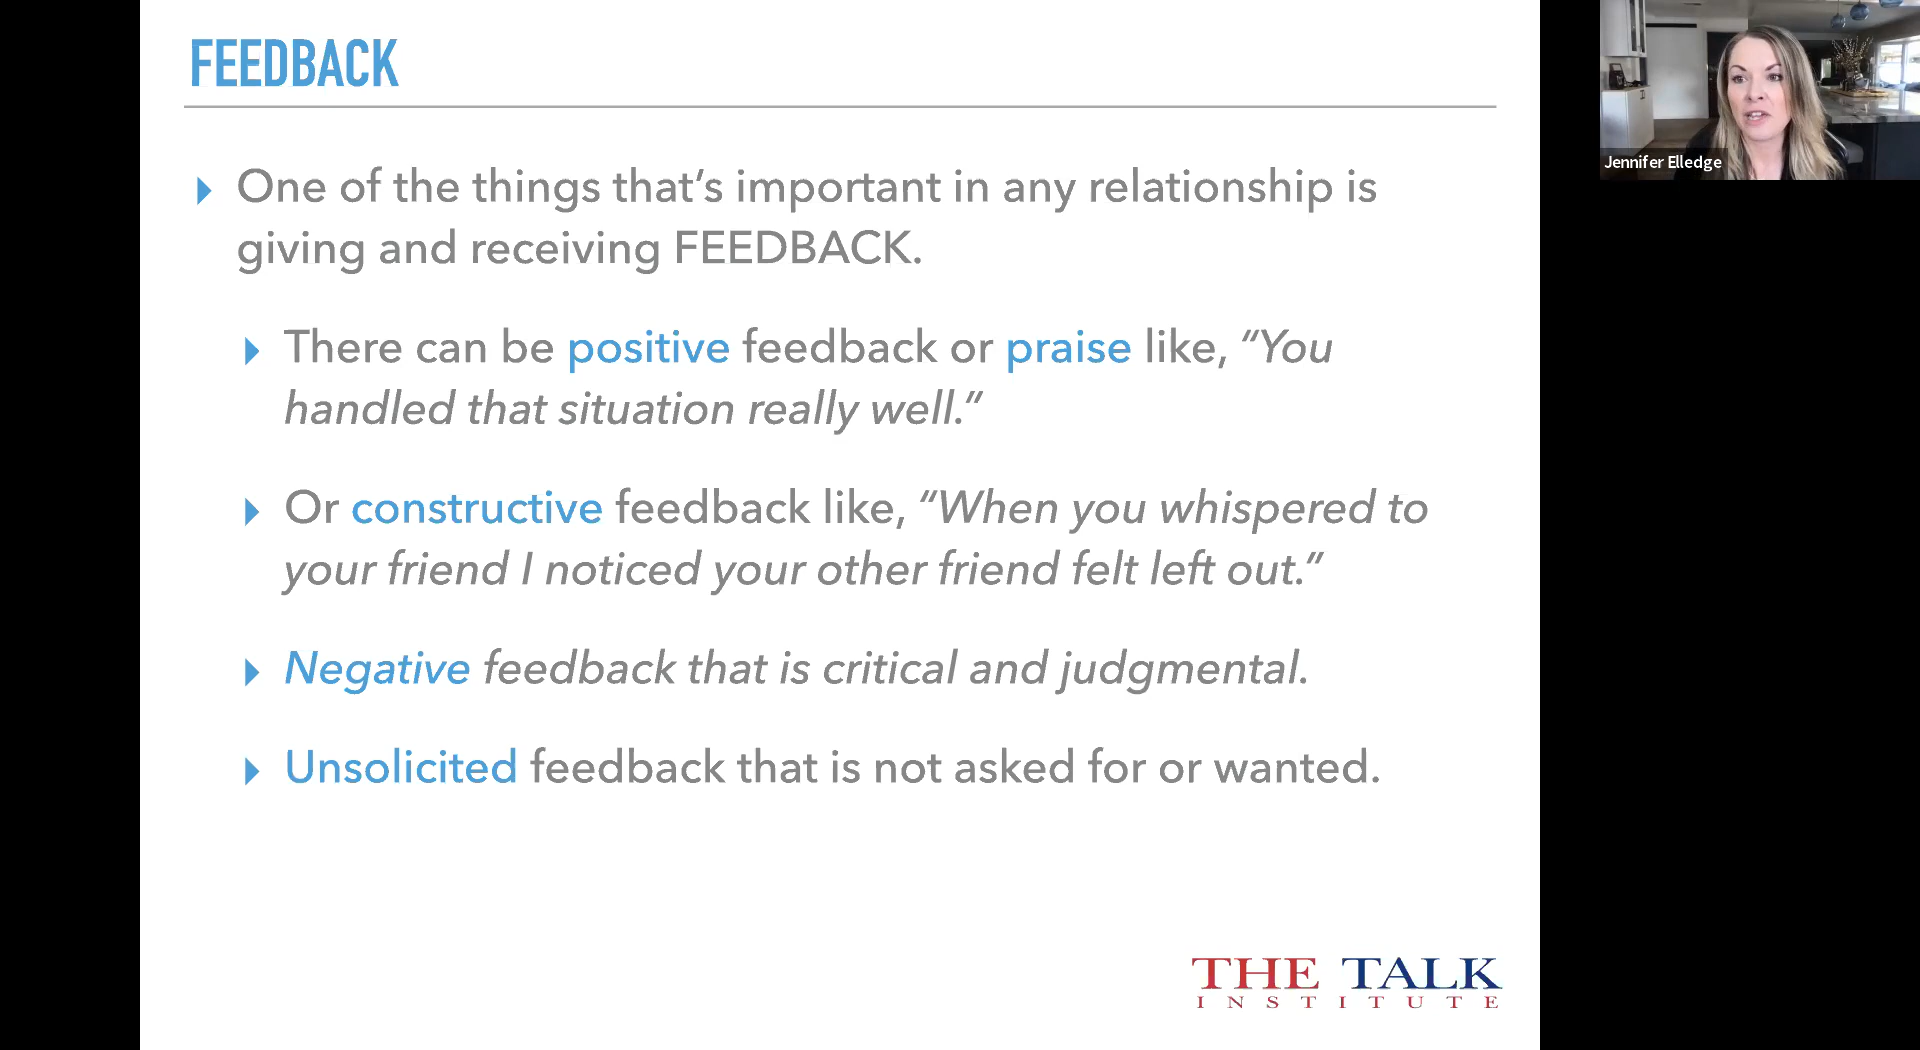 FEEDBACK
One of the things that’s important in any relationship is
giving and receiving FEEDBACK.
There can be positive feedback or praise like, “You
handled that situation really well.”
Or constructive feedback like, “When you whispered to
your friend I noticed your other friend felt left out.”
Negative feedback that is critical and judgmental.
Unsolicited feedback that is not asked for or wanted.
THE TALK
INSTITUTE
Jennifer Elledge